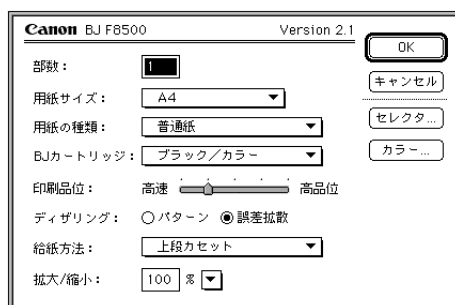 Canon BJ F8500 Version 2.1
OK
部数： 1
キャンセル
用紙サイズ： A4
セレクタ...
用紙の種類： 普通紙
カラー...
BJカートリッジ： ブラック／カラー
印刷品位： 高速 高品位
ディザリング： パターン 誤差拡散
給紙方法： 上段カセット
拡大/縮小： 100 %